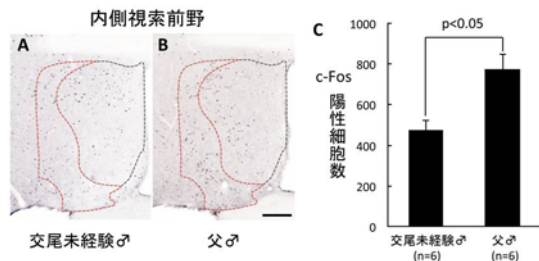 内側視索前野
A
B
交尾未経験♂
父♂
C
p<0.05
c-Fos
陽性細胞数
1000
800
600
400
200
0
交尾未経験♂
(n=6)
父♂
(n=6)